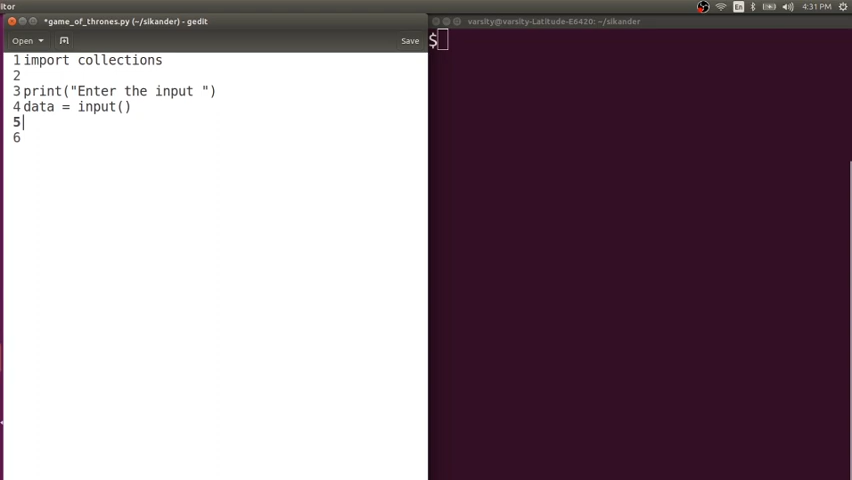 itor
En
4:31 PM
*game_of_thrones.py (~/sikander) - gedit
varsity@varsity-Latitude-E6420: ~/sikander
Open
Save
$
1 import collections
2
3 print("Enter the input ")
4 data = input()
5
6